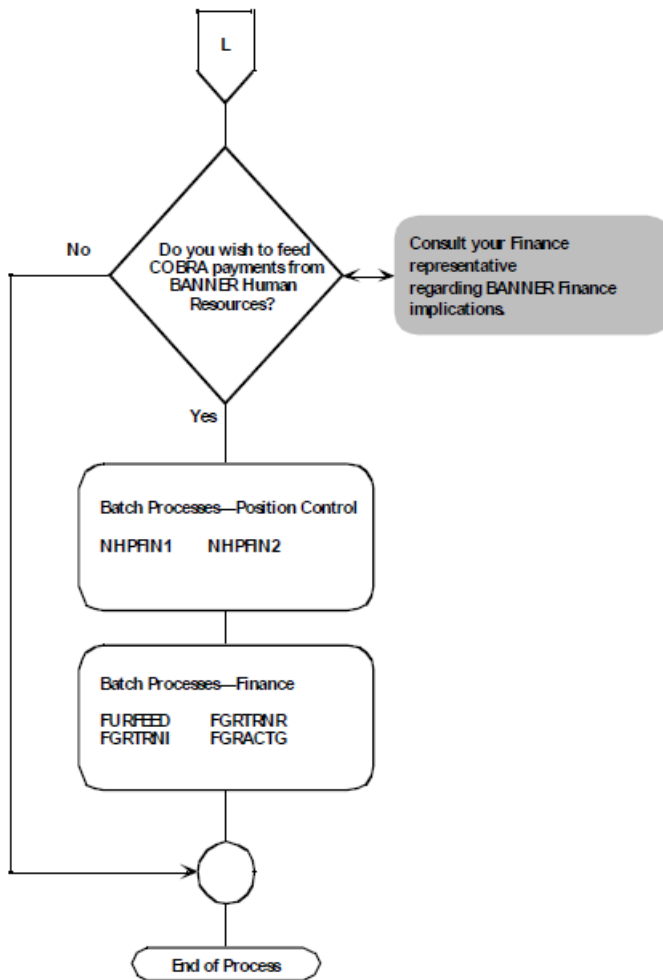 L
No
Do you wish to feed
COBRA payments from
BANNER Human
Resources?
Consult your Finance
representative
regarding BANNER Finance
implications.
Yes
Batch Processes—Position Control
NHPFIN1 NHPFIN2
Batch Processes—Finance
FURFEED FGRTRNR
FGRTRNI FGRACTG
End of Process